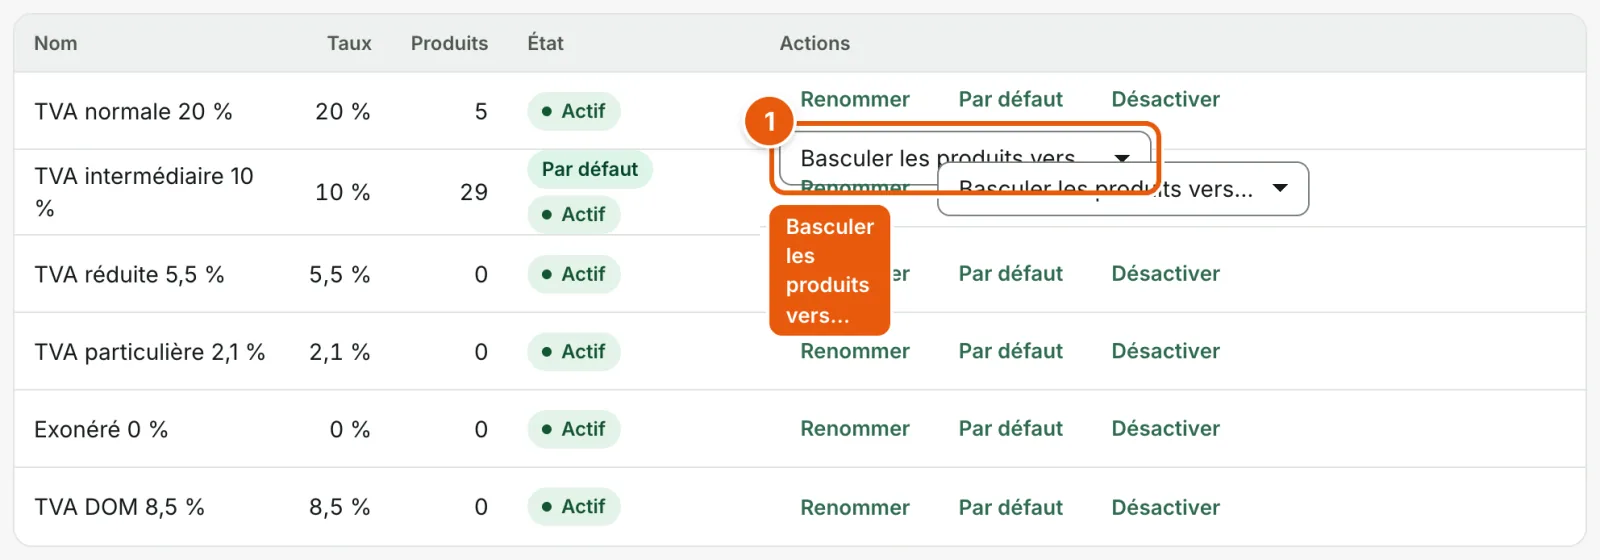 Nom Taux Produits État Actions
TVA normale 20 % 20 % 5 Actif Renommer Par défaut Désactiver
1
Basculer les produits vers...
TVA intermédiaire 10 % 10 % 29 Par défaut Actif Renommer Basculer les produits vers...
Basculer
les
produits
vers...
TVA réduite 5,5 % 5,5 % 0 Actif er Par défaut Désactiver
TVA particulière 2,1 % 2,1 % 0 Actif Renommer Par défaut Désactiver
Exonéré 0 % 0 % 0 Actif Renommer Par défaut Désactiver
TVA DOM 8,5 % 8,5 % 0 Actif Renommer Par défaut Désactiver